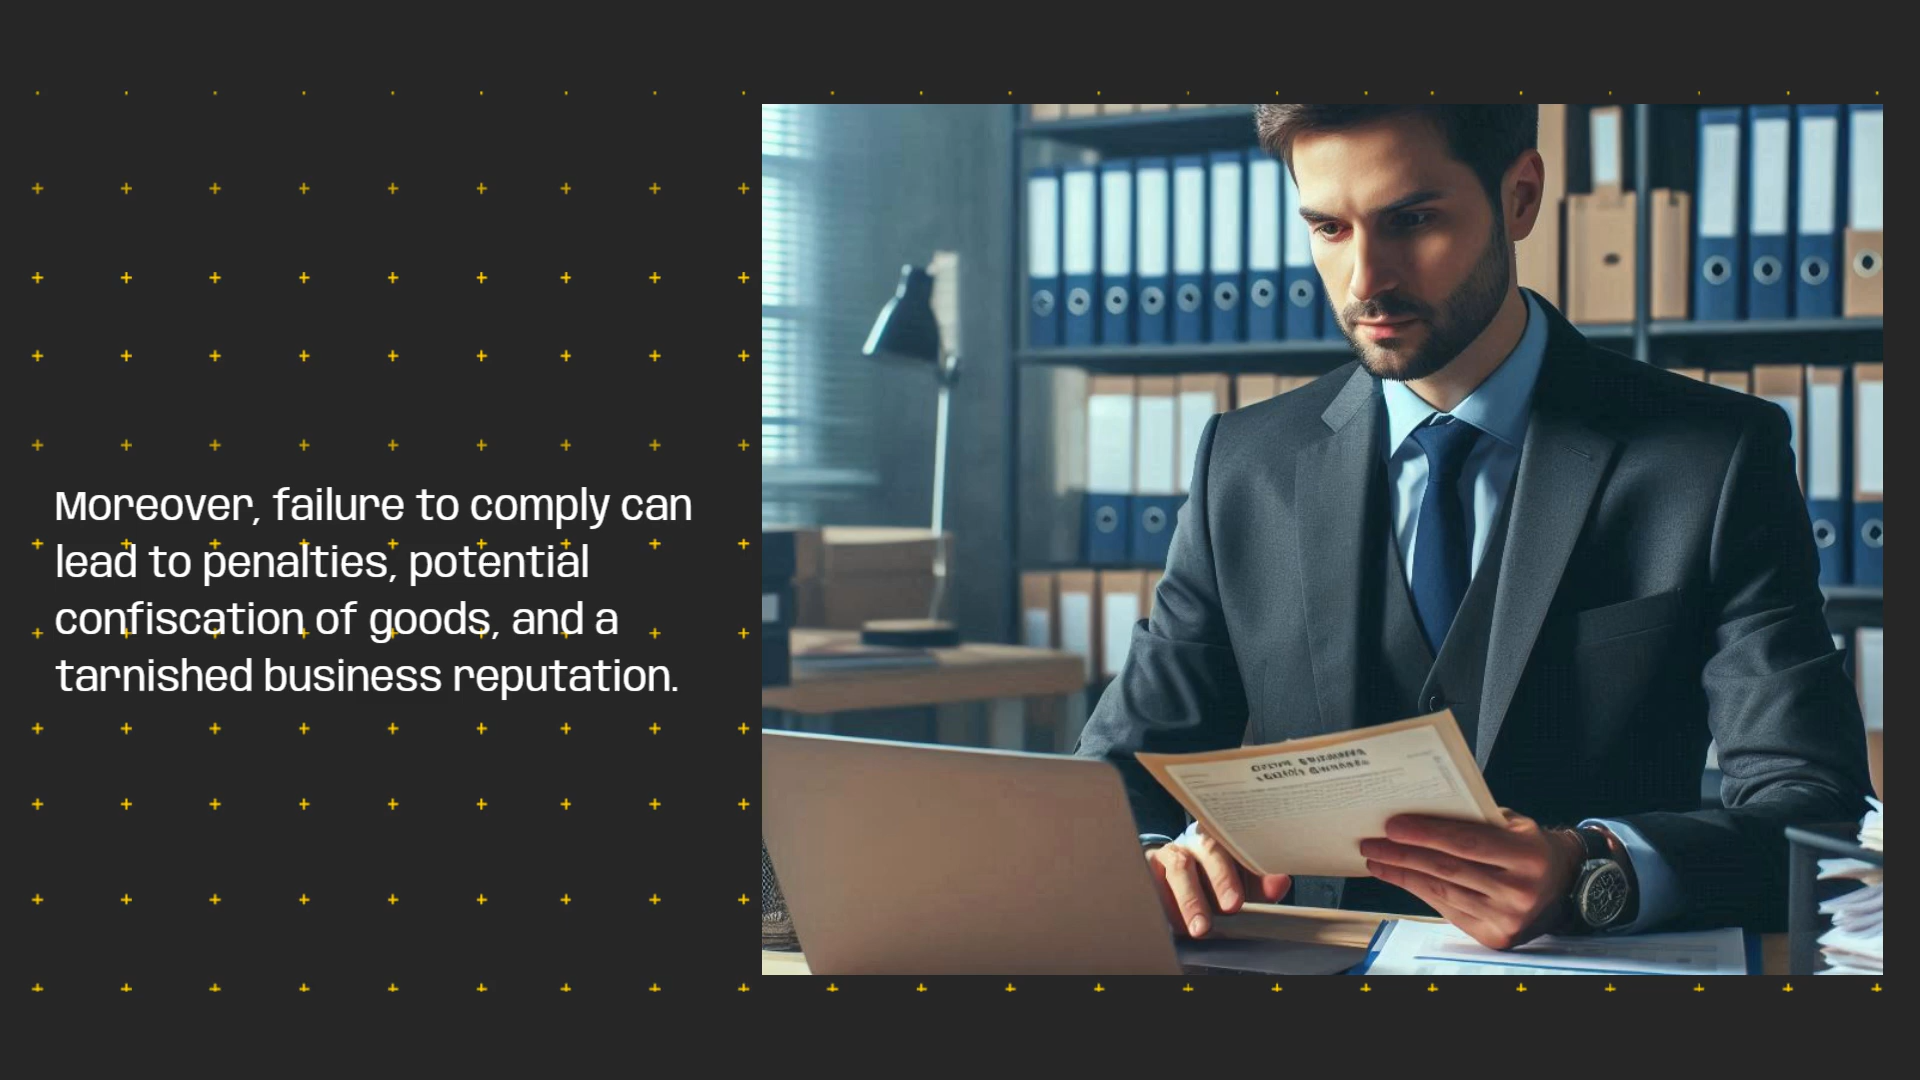 Moreover, failure to comply can
lead to penalties, potential
confiscation of goods, and a
tarnished business reputation.